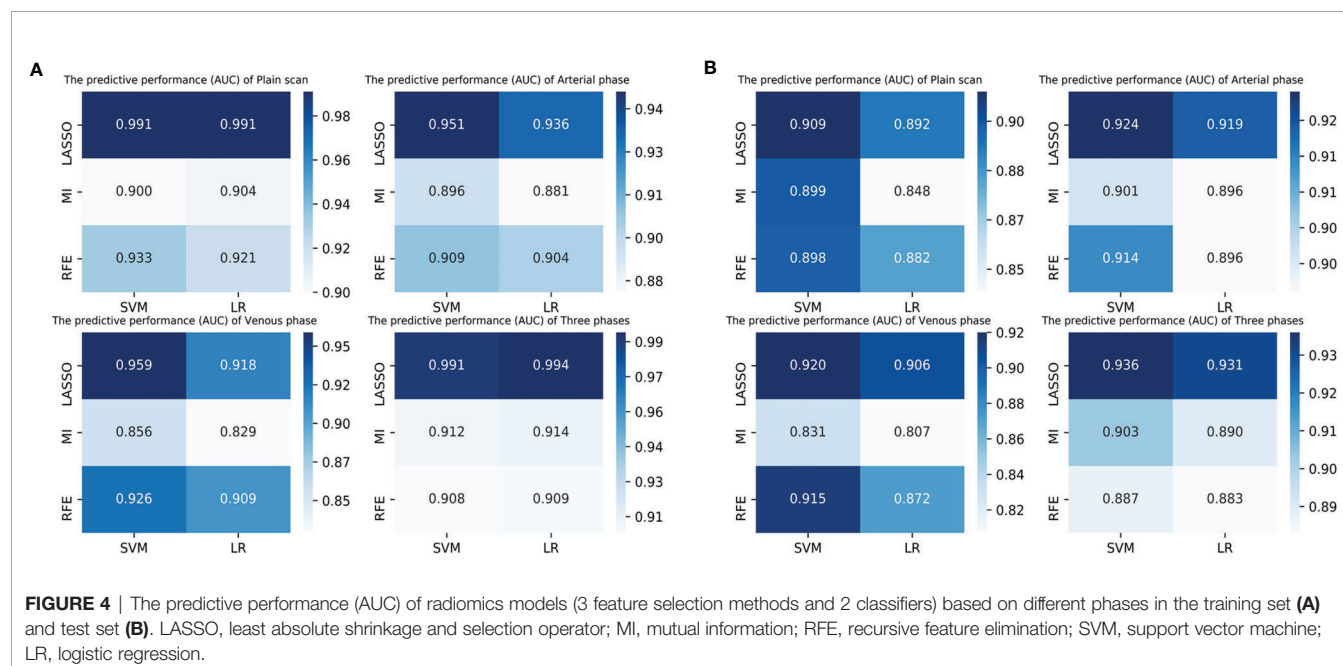 A
B
The predictive performance (AUC) of Plain scan
The predictive performance (AUC) of Arterial phase
The predictive performance (AUC) of Plain scan
The predictive performance (AUC) of Arterial phase
LASSO 0.991 0.991 0.98
MI 0.900 0.904 0.96
0.94
RFE 0.933 0.921 0.92
0.90
SVM LR
LASSO 0.951 0.936 0.94
0.93
MI 0.896 0.881 0.91
0.90
RFE 0.909 0.904 0.88
SVM LR
LASSO 0.909 0.892 0.90
0.88
MI 0.899 0.848 0.87
RFE 0.898 0.882 0.85
SVM LR
LASSO 0.924 0.919 0.92
0.91
MI 0.901 0.896 0.91
0.90
RFE 0.914 0.896 0.90
SVM LR
The predictive performance (AUC) of Venous phase
The predictive performance (AUC) of Three phases
The predictive performance (AUC) of Venous phase
The predictive performance (AUC) of Three phases
LASSO 0.959 0.918 0.95
0.92
MI 0.856 0.829 0.90
0.87
RFE 0.926 0.909 0.85
SVM LR
LASSO 0.991 0.994 0.99
0.97
MI 0.912 0.914 0.96
0.94
RFE 0.908 0.909 0.93
0.91
SVM LR
LASSO 0.920 0.906 0.92
0.90
0.88
MI 0.831 0.807 0.86
0.84
RFE 0.915 0.872 0.82
SVM LR
LASSO 0.936 0.931 0.93
0.92
MI 0.903 0.890 0.91
0.90
RFE 0.887 0.883 0.89
SVM LR
FIGURE 4 | The predictive performance (AUC) of radiomics models (3 feature selection methods and 2 classifiers) based on different phases in the training set (A)
and test set (B). LASSO, least absolute shrinkage and selection operator; MI, mutual information; RFE, recursive feature elimination; SVM, support vector machine;
LR, logistic regression.